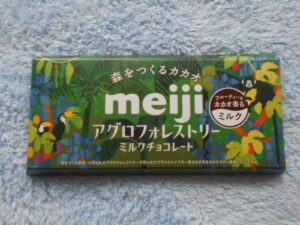 森をつくるカカオ
meiji
フルーティーな
カカオ香る
ミルク
アグロフォレストリー
ミルクチョコレート